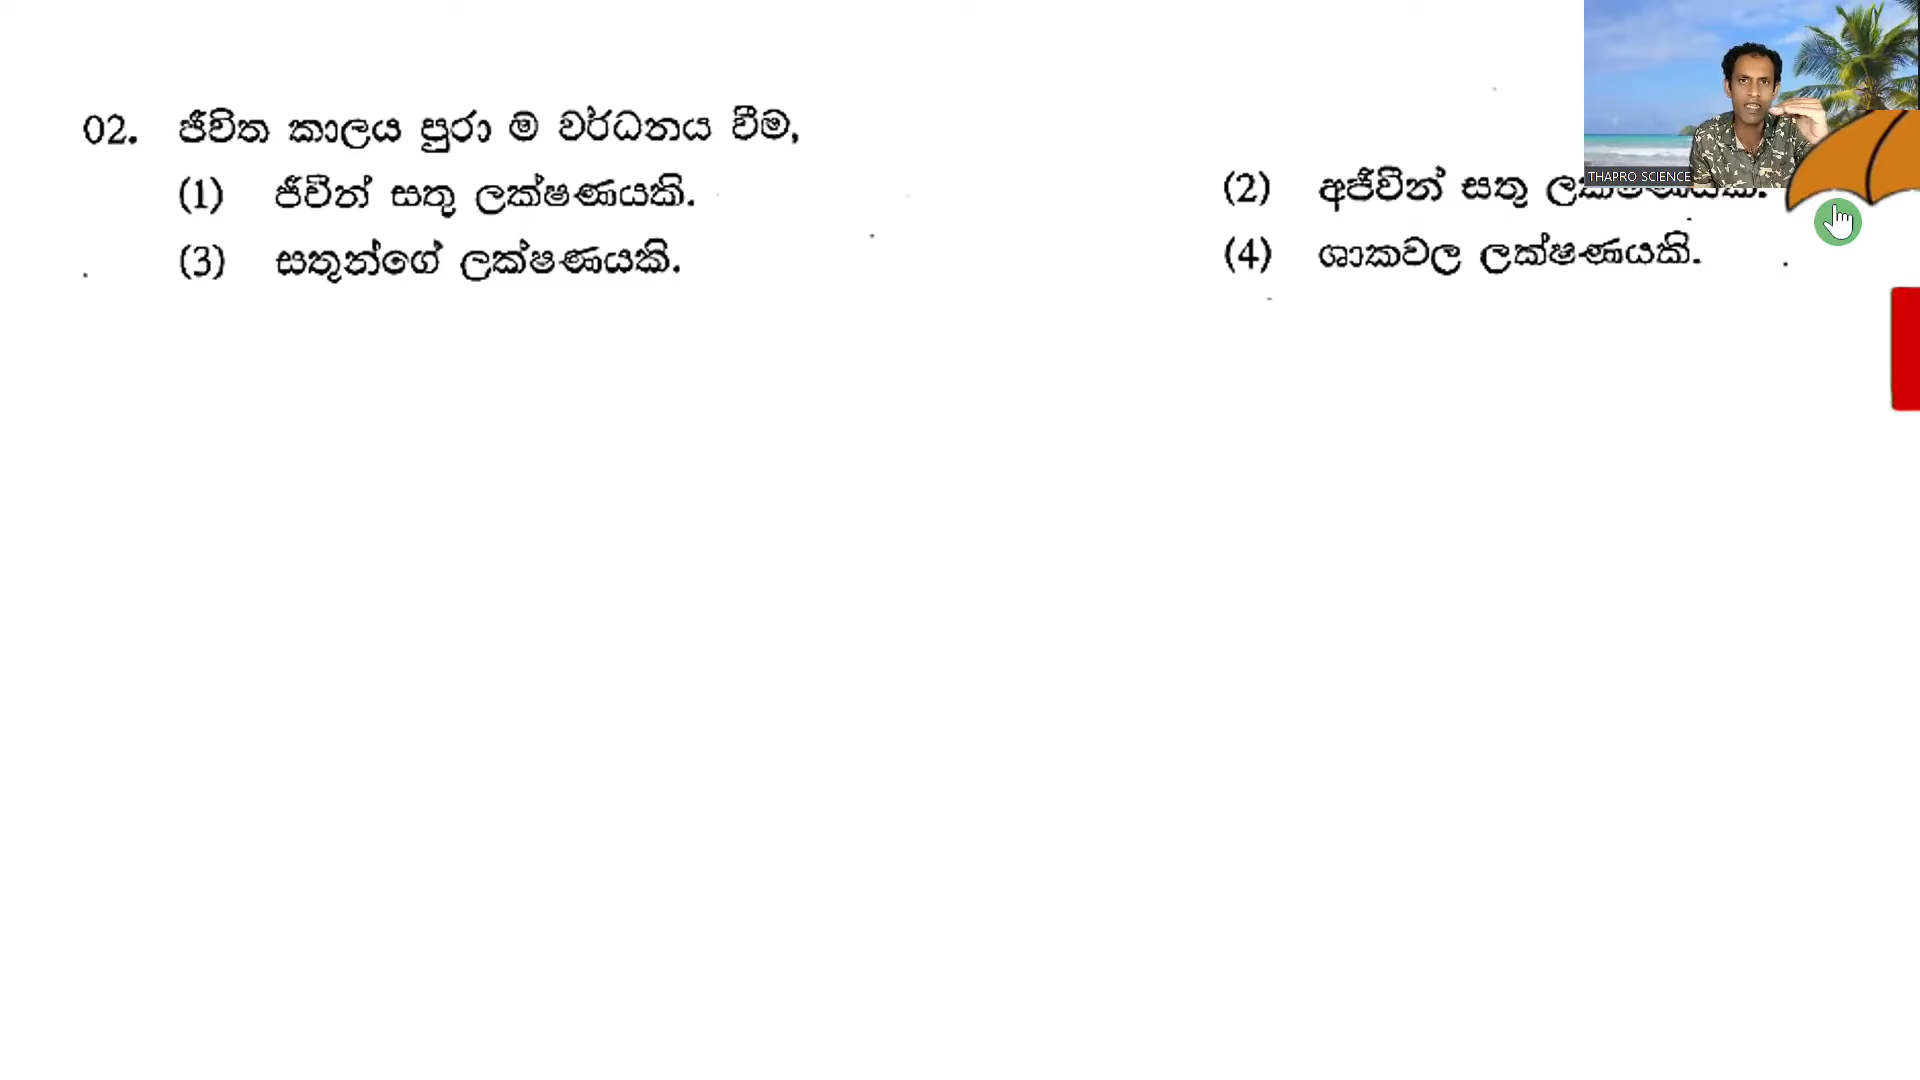 02. ජීවිත කාලය පුරා ම වර්ධනය වීම,
(1) ජීවීන් සතු ලක්ෂණයකි.
(2) අජීවීන් සතු
(3) සතුන්ගේ ලක්ෂණයකි.
(4) ශාකවල ලක්ෂණයකි.
THAPRO SCIENCE